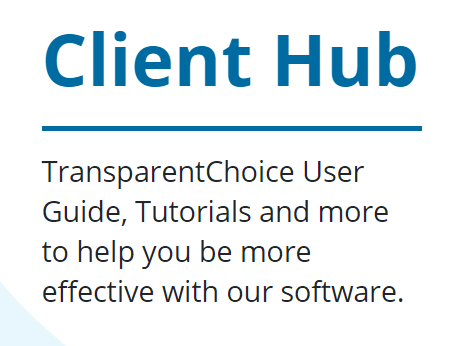 Client Hub
TransparentChoice User
Guide, Tutorials and more
to help you be more
effective with our software.